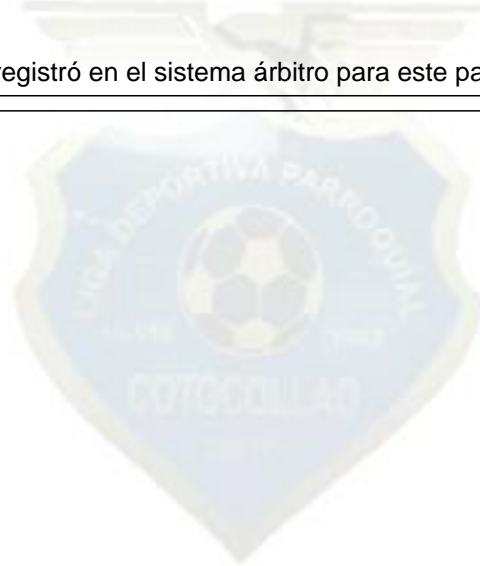 registró en el sistema árbitro para este pa
LIGA DEPORTIVA PARROQUIAL
COTOCOLLAO